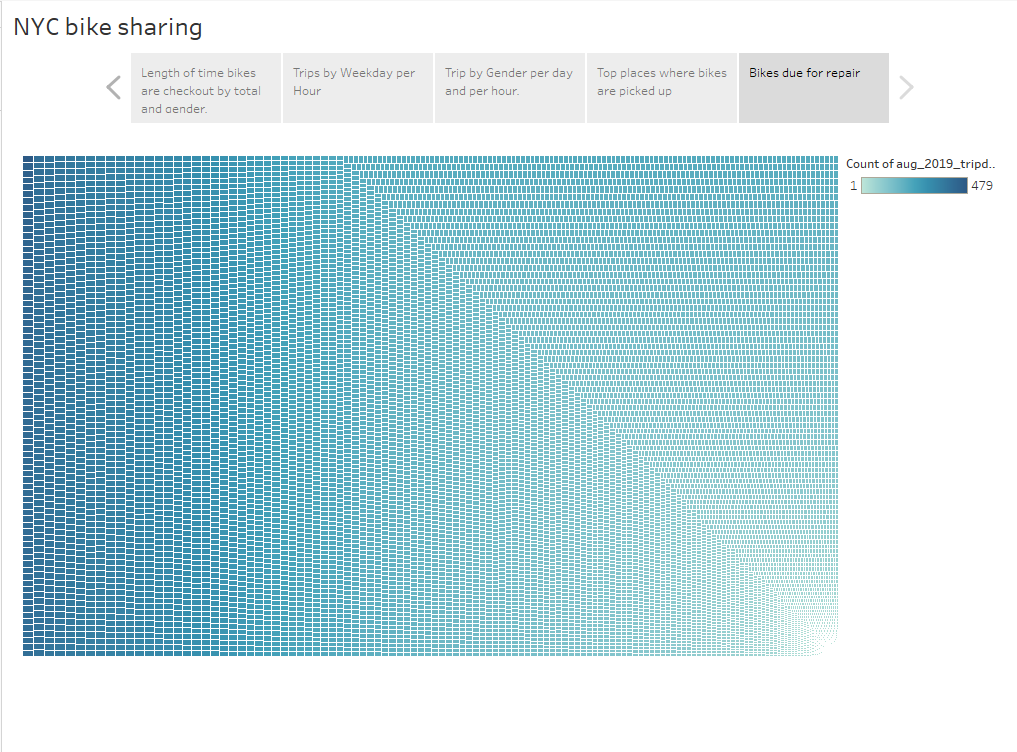 NYC bike sharing
Length of time bikes
are checkout by total
and gender.
Trips by Weekday per
Hour
Trip by Gender per day
and per hour.
Top places where bikes
are picked up
Bikes due for repair
Count of aug_2019_tripd..
1 479